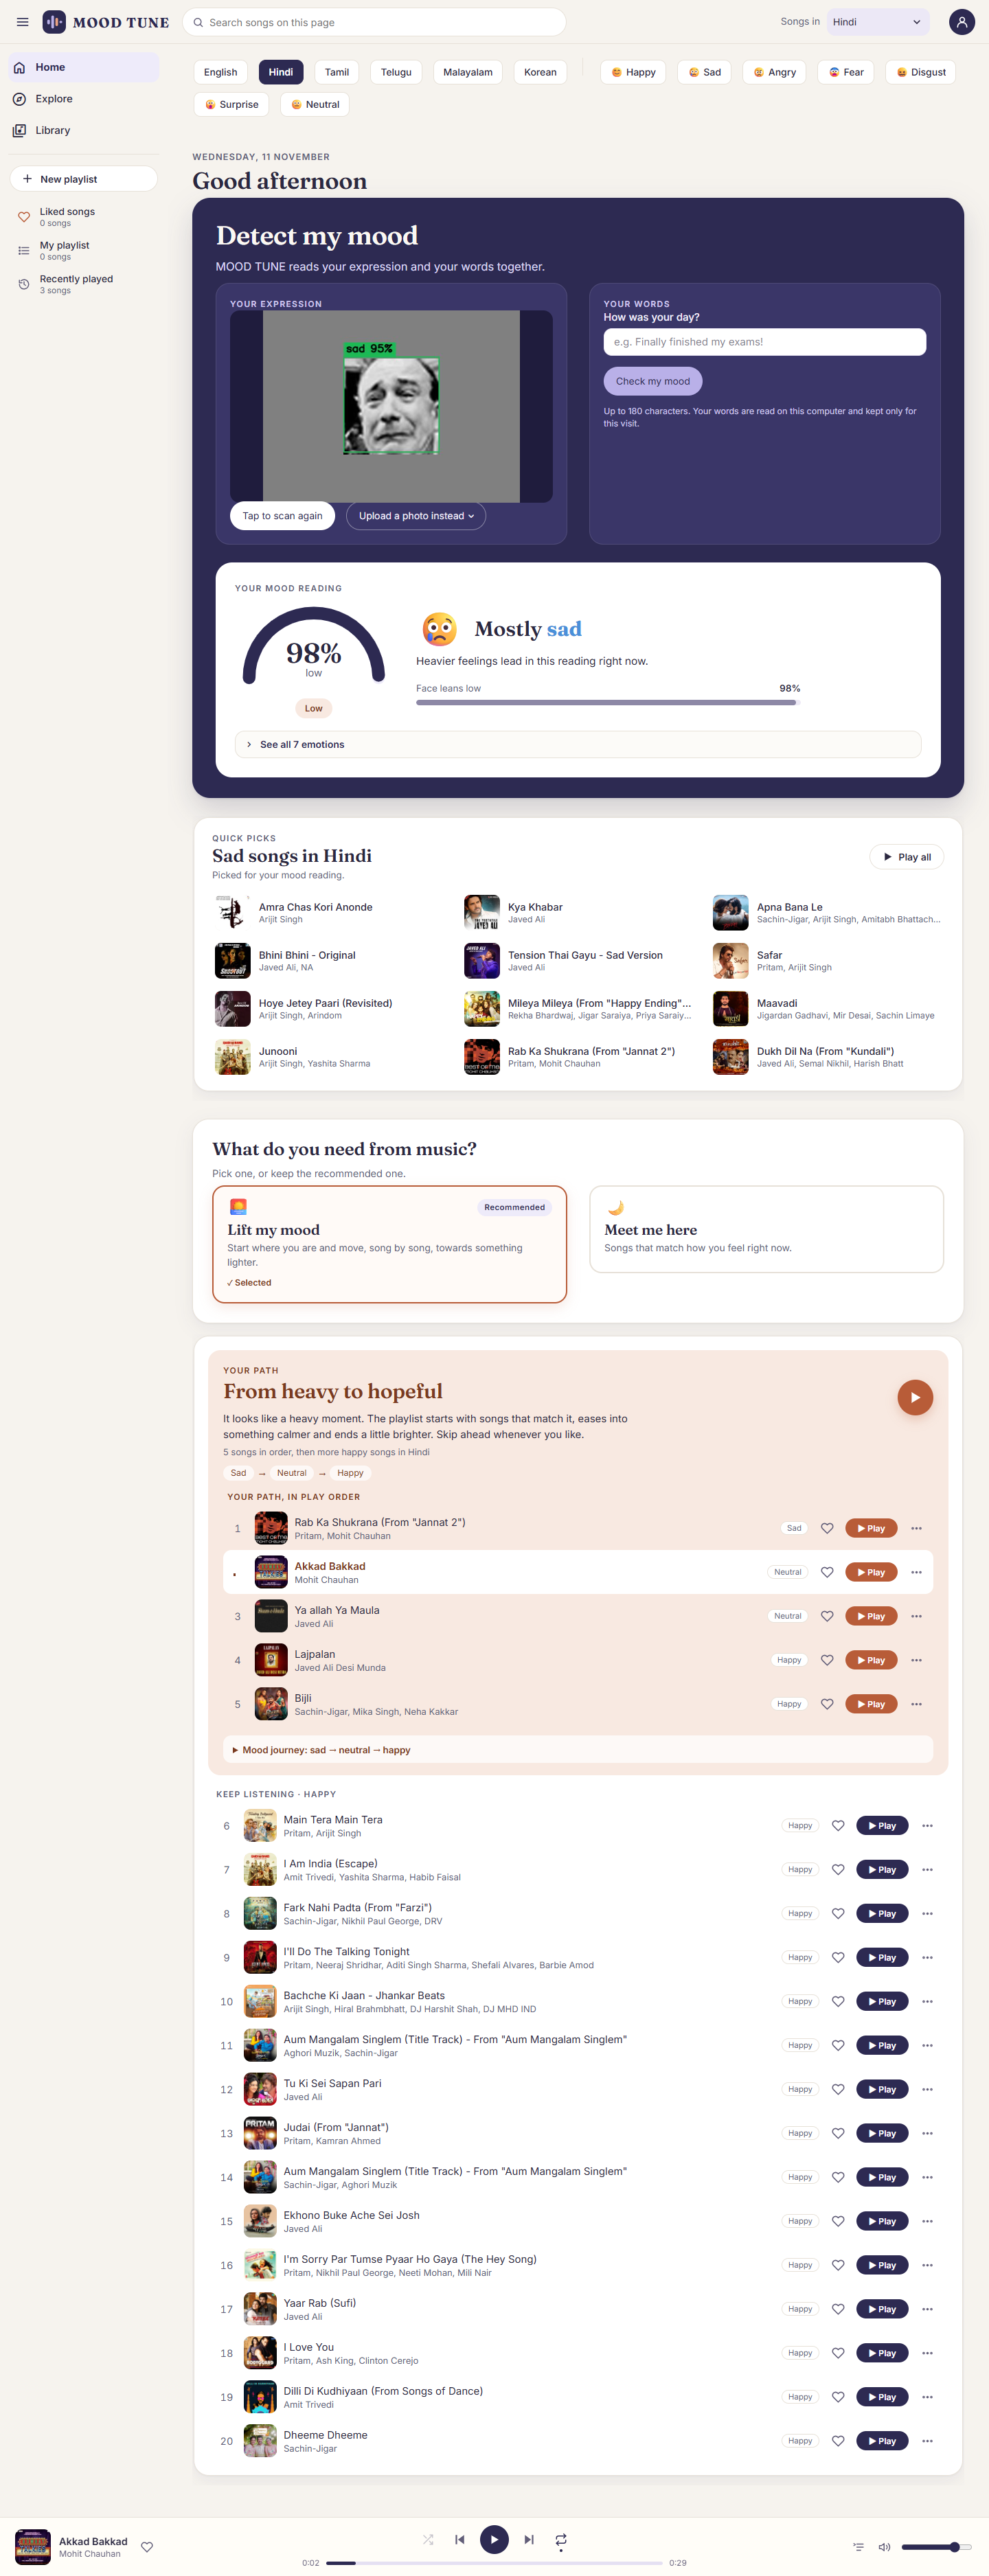 MOOD TUNE
Search songs on this page
Songs in
Hindi
Home
Explore
Library
New playlist
Liked songs
0 songs
My playlist
0 songs
Recently played
3 songs
English
Hindi
Tamil
Telugu
Malayalam
Korean
Happy
Sad
Angry
Fear
Disgust
Surprise
Neutral
WEDNESDAY, 11 NOVEMBER
Good afternoon
Detect my mood
MOOD TUNE reads your expression and your words together.
YOUR EXPRESSION
sad 95%
Tap to scan again
Upload a photo instead
YOUR WORDS
How was your day?
e.g. Finally finished my exams!
Check my mood
Up to 180 characters. Your words are read on this computer and kept only for
this visit.
YOUR MOOD READING
98%
low
Low
Mostly sad
Heavier feelings lead in this reading right now.
Face leans low
98%
See all 7 emotions
QUICK PICKS
Sad songs in Hindi
Picked for your mood reading.
Play all
Amra Chas Kori Anonde
Arijit Singh
Kya Khabar
Javed Ali
Apna Bana Le
Sachin-Jigar, Arijit Singh, Amitabh Bhattach...
Bhini Bhini - Original
Javed Ali, NA
Tension Thai Gayu - Sad Version
Javed Ali
Safar
Pritam, Arijit Singh
Hoye Jetey Paari (Revisited)
Arijit Singh, Arindom
Mileya Mileya (From "Happy Ending"...
Rekha Bhardwaj, Jigar Saraiya, Priya Saraiy...
Maavadi
Jigardan Gadhavi, Mir Desai, Sachin Limaye
Junooni
Arijit Singh, Yashita Sharma
Rab Ka Shukrana (From "Jannat 2")
Pritam, Mohit Chauhan
Dukh Dil Na (From "Kundali")
Javed Ali, Semal Nikhil, Harish Bhatt
What do you need from music?
Pick one, or keep the recommended one.
Recommended
Lift my mood
Start where you are and move, song by song, towards something
lighter.
✓ Selected
Meet me here
Songs that match how you feel right now.
YOUR PATH
From heavy to hopeful
It looks like a heavy moment. The playlist starts with songs that match it, eases into
something calmer and ends a little brighter. Skip ahead whenever you like.
5 songs in order, then more happy songs in Hindi
Sad → Neutral → Happy
YOUR PATH, IN PLAY ORDER
1
Rab Ka Shukrana (From "Jannat 2")
Pritam, Mohit Chauhan
Sad
Play
Akkad Bakkad
Mohit Chauhan
Neutral
Play
3
Ya allah Ya Maula
Javed Ali
Neutral
Play
4
Lajpalan
Javed Ali Desi Munda
Happy
Play
5
Bijli
Sachin-Jigar, Mika Singh, Neha Kakkar
Happy
Play
Mood journey: sad → neutral → happy
KEEP LISTENING · HAPPY
6
Main Tera Main Tera
Pritam, Arijit Singh
Happy
Play
7
I Am India (Escape)
Amit Trivedi, Yashita Sharma, Habib Faisal
Happy
Play
8
Fark Nahi Padta (From "Farzi")
Sachin-Jigar, Nikhil Paul George, DRV
Happy
Play
9
I'll Do The Talking Tonight
Pritam, Neeraj Shridhar, Aditi Singh Sharma, Shefali Alvares, Barbie Amod
Happy
Play
10
Bachche Ki Jaan - Jhankar Beats
Arijit Singh, Hiral Brahmbhatt, DJ Harshit Shah, DJ MHD IND
Happy
Play
11
Aum Mangalam Singlem (Title Track) - From "Aum Mangalam Singlem"
Aghori Muzik, Sachin-Jigar
Happy
Play
12
Tu Ki Sei Sapan Pari
Javed Ali
Happy
Play
13
Judai (From "Jannat")
Pritam, Kamran Ahmed
Happy
Play
14
Aum Mangalam Singlem (Title Track) - From "Aum Mangalam Singlem"
Sachin-Jigar, Aghori Muzik
Happy
Play
15
Ekhono Buke Ache Sei Josh
Javed Ali
Happy
Play
16
I'm Sorry Par Tumse Pyaar Ho Gaya (The Hey Song)
Pritam, Nikhil Paul George, Neeti Mohan, Mili Nair
Happy
Play
17
Yaar Rab (Sufi)
Javed Ali
Happy
Play
18
I Love You
Pritam, Ash King, Clinton Cerejo
Happy
Play
19
Dilli Di Kudhiyaan (From Songs of Dance)
Amit Trivedi
Happy
Play
20
Dheeme Dheeme
Sachin-Jigar
Happy
Play
Akkad Bakkad
Mohit Chauhan
0:02
0:29